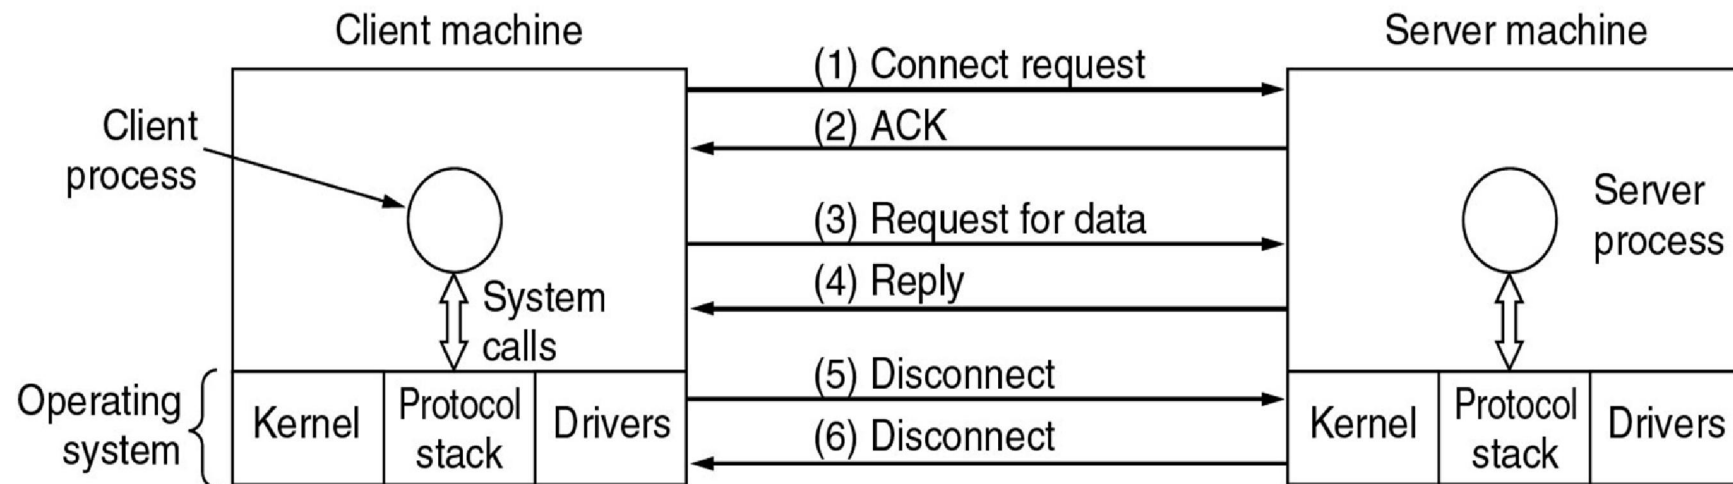 Client machine
Server machine
(1) Connect request
(2) ACK
Client
process
(3) Request for data
Server
process
(4) Reply
System
calls
(5) Disconnect
Operating
system
Kernel
Protocol
stack
Drivers
(6) Disconnect
Kernel
Protocol
stack
Drivers